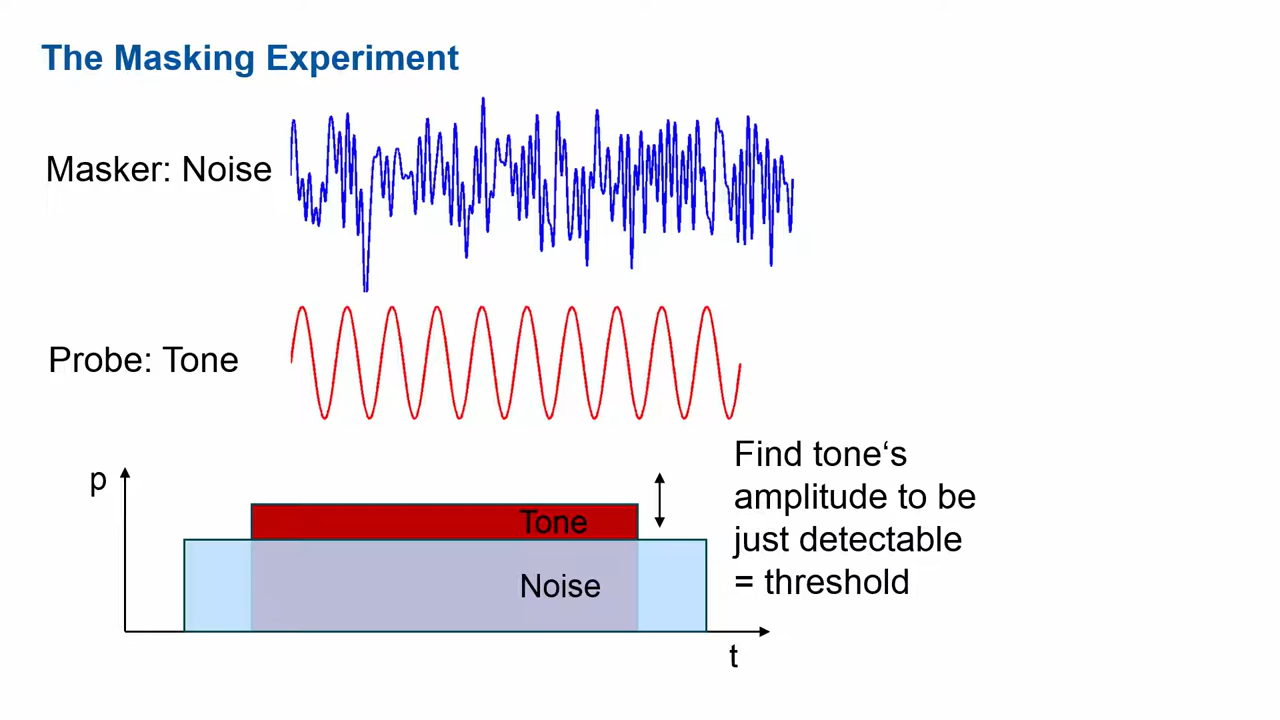 The Masking Experiment
Masker: Noise
Probe: Tone
p
Tone
Noise
t
Find tone‘s
amplitude to be
just detectable
= threshold